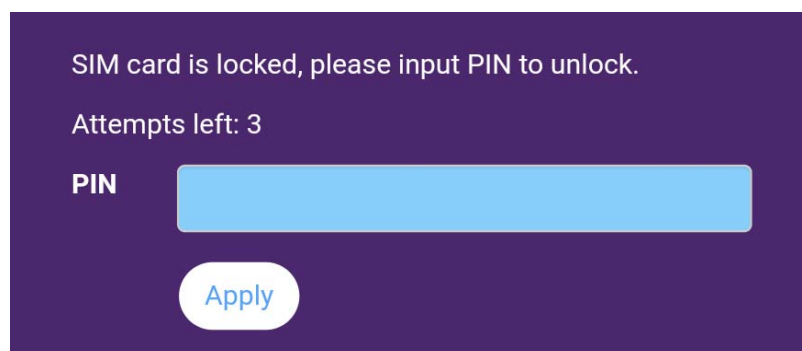 SIM card is locked, please input PIN to unlock.
Attempts left: 3
PIN
Apply